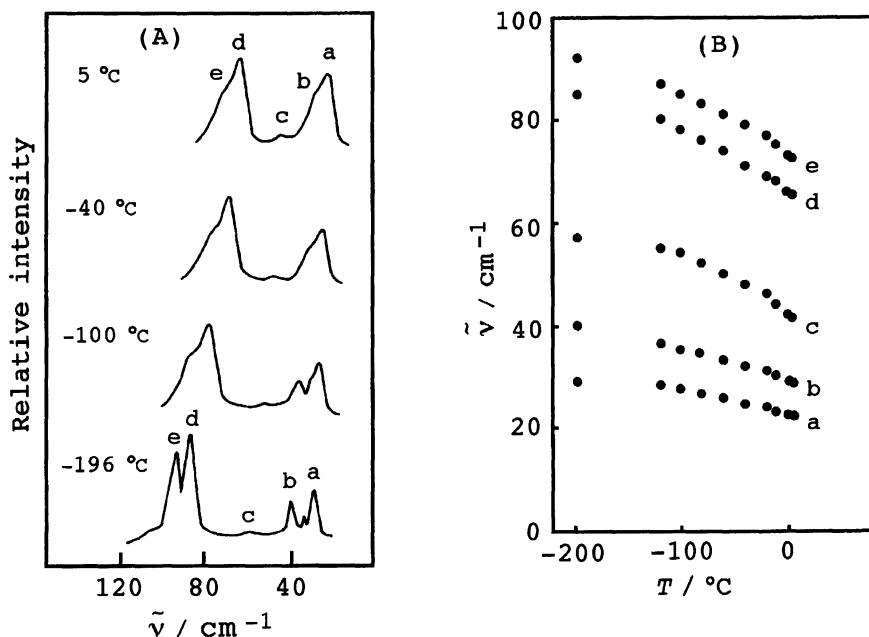 (A)
d
e
a
b
c
5 °C
-40 °C
-100 °C
-196 °C
e
d
b
a
c
Relative intensity
120
80
40
ṽ / cm⁻¹
(B)
100
80
60
40
20
0
ṽ / cm⁻¹
e
d
c
b
a
-200
-100
0
T / °C